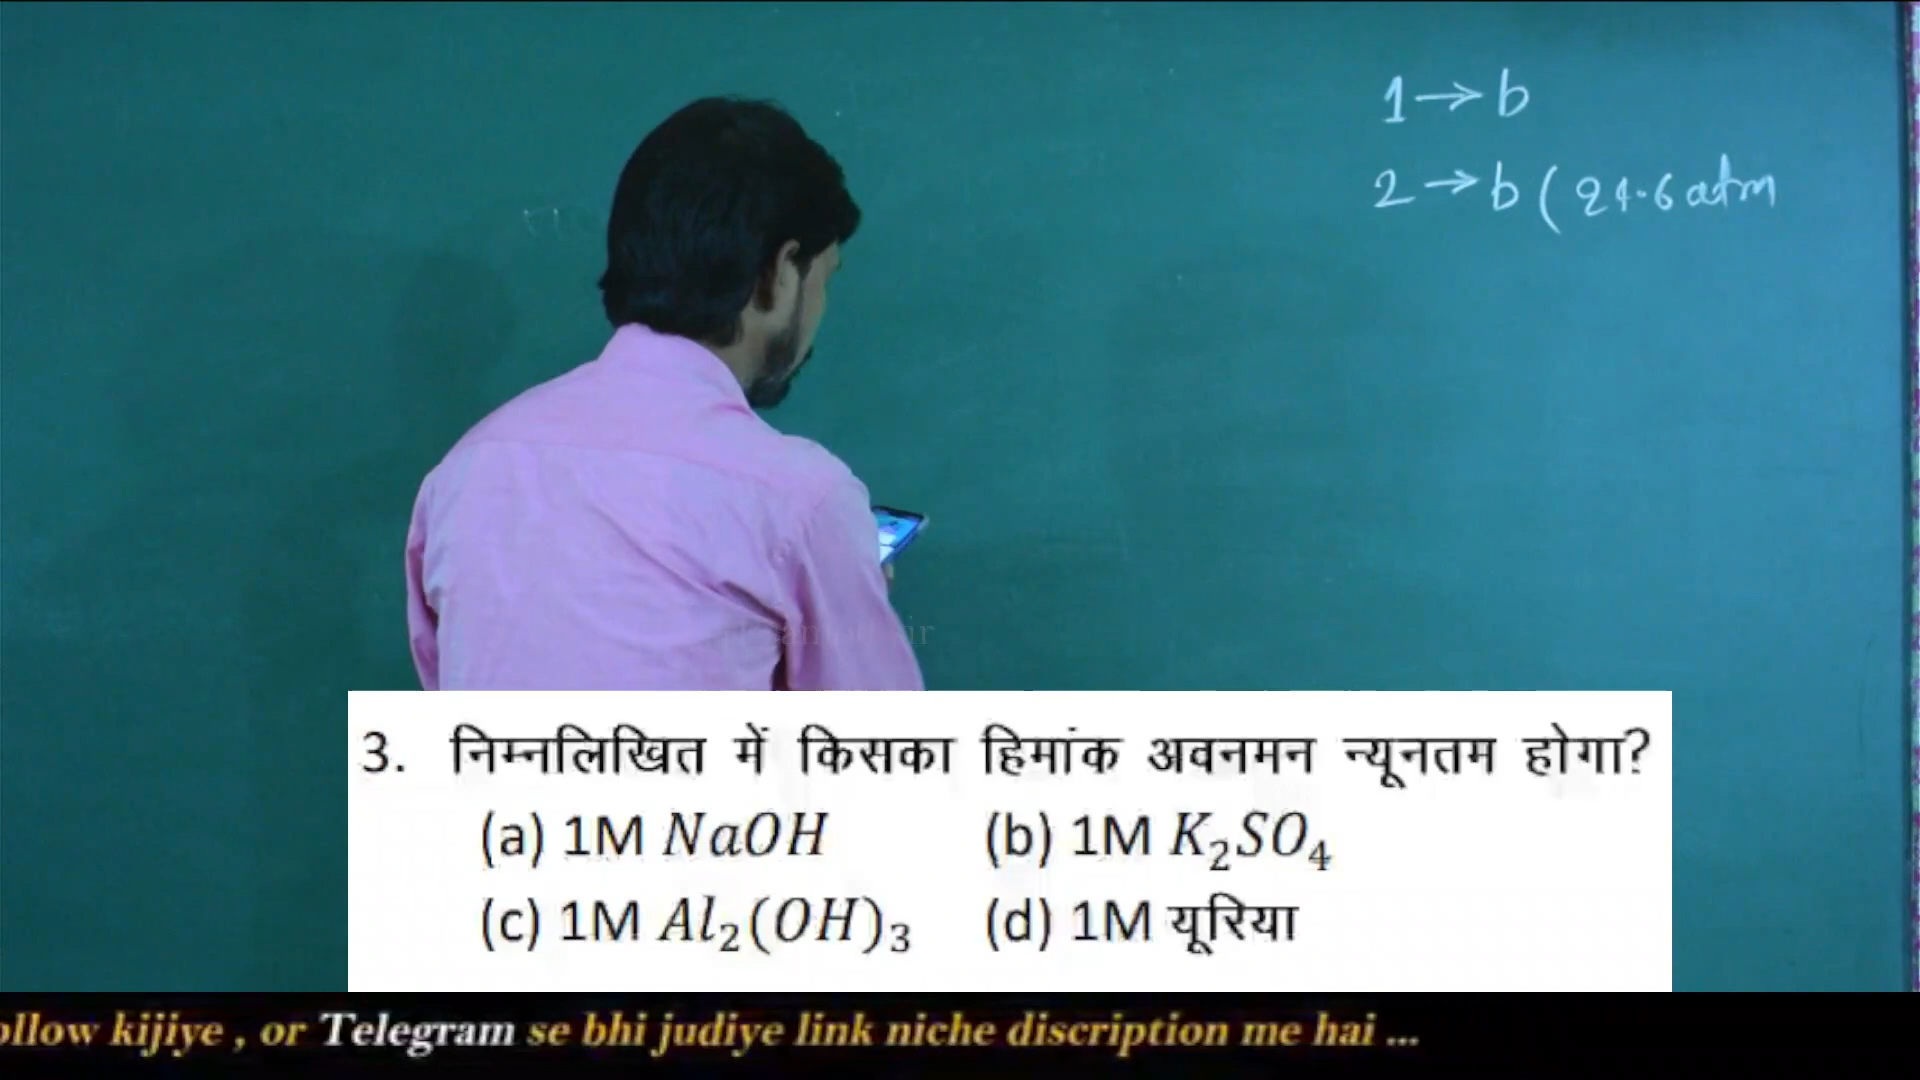 1 → b
2 → b ( 24.6 atm
3. निम्नलिखित में किसका हिमांक अवनमन न्यूनतम होगा?
(a) 1M NaOH (b) 1M K₂SO₄
(c) 1M Al₂(OH)₃ (d) 1M यूरिया
ollow kijiye , or Telegram se bhi judiye link niche discription me hai ...